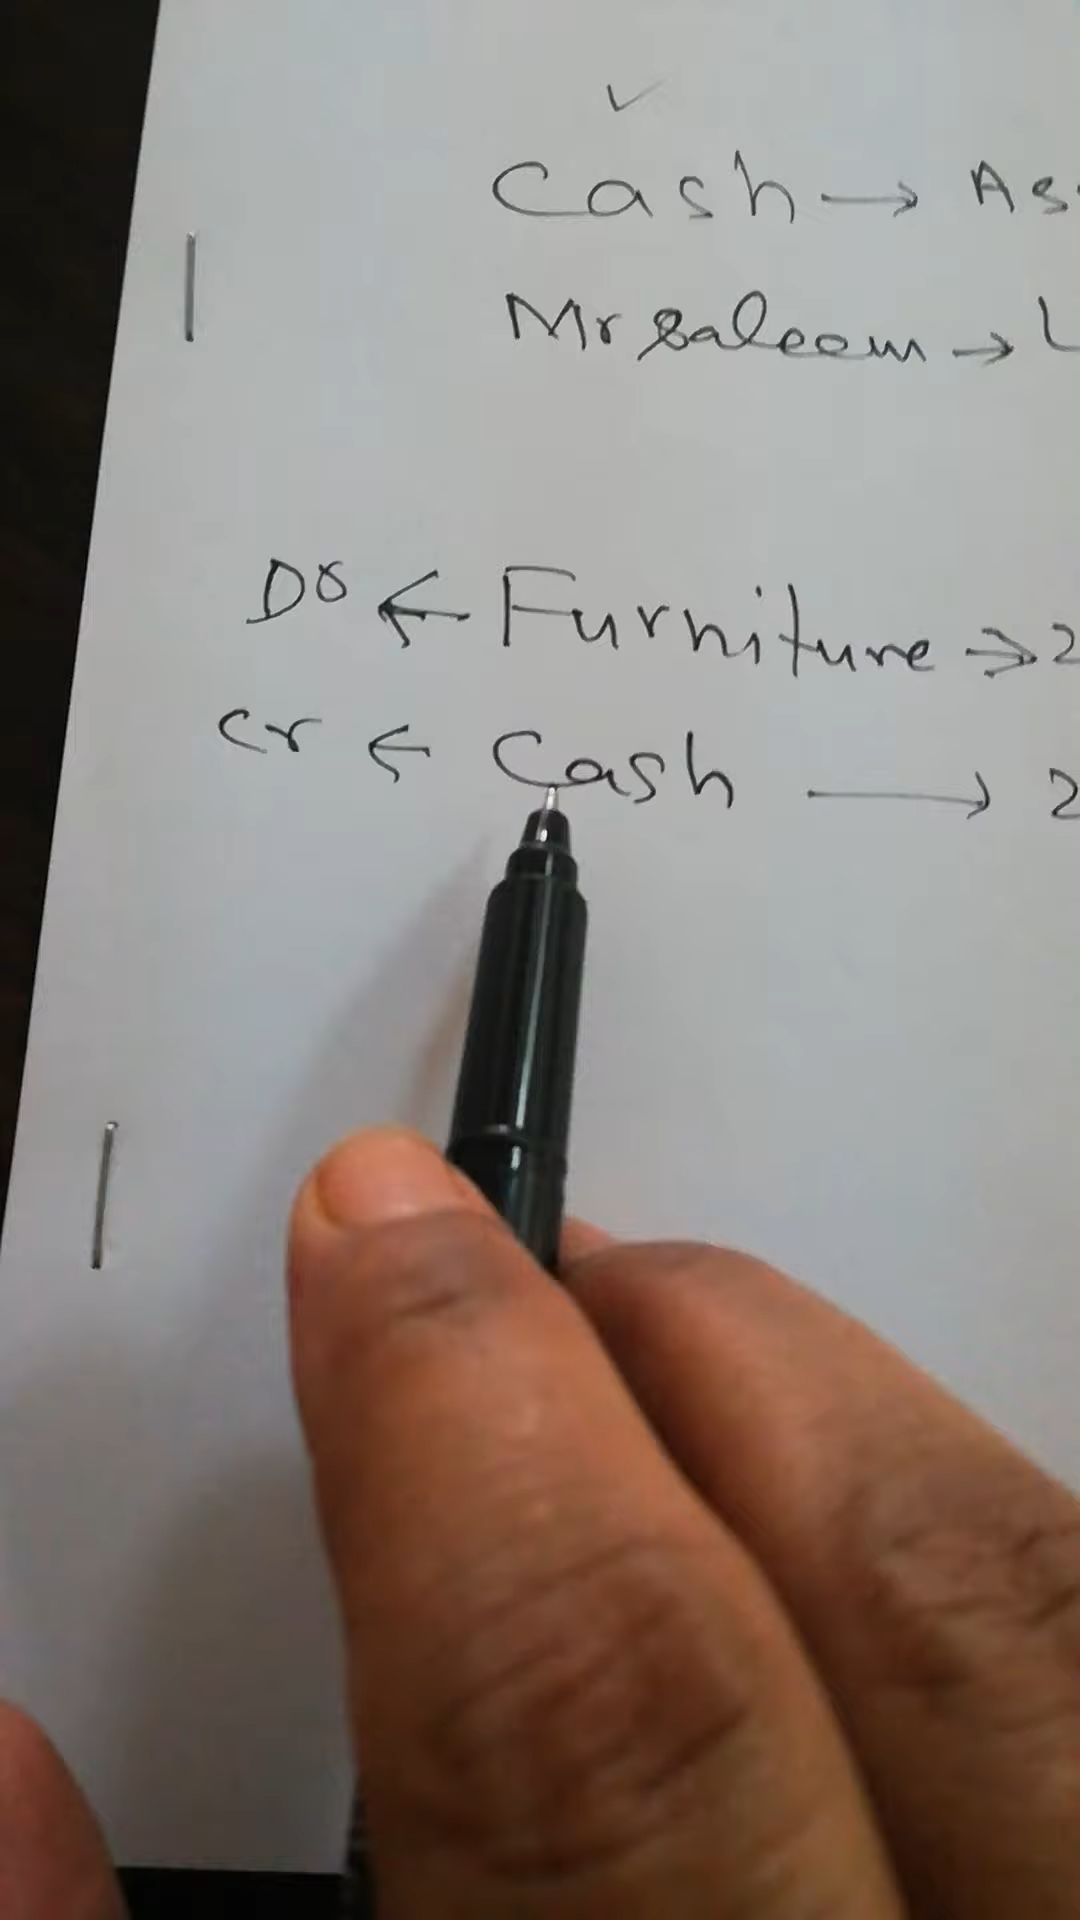 Cash → As
Mr Saleem → L
Dr ← Furniture → 2
Cr ← Cash → 2